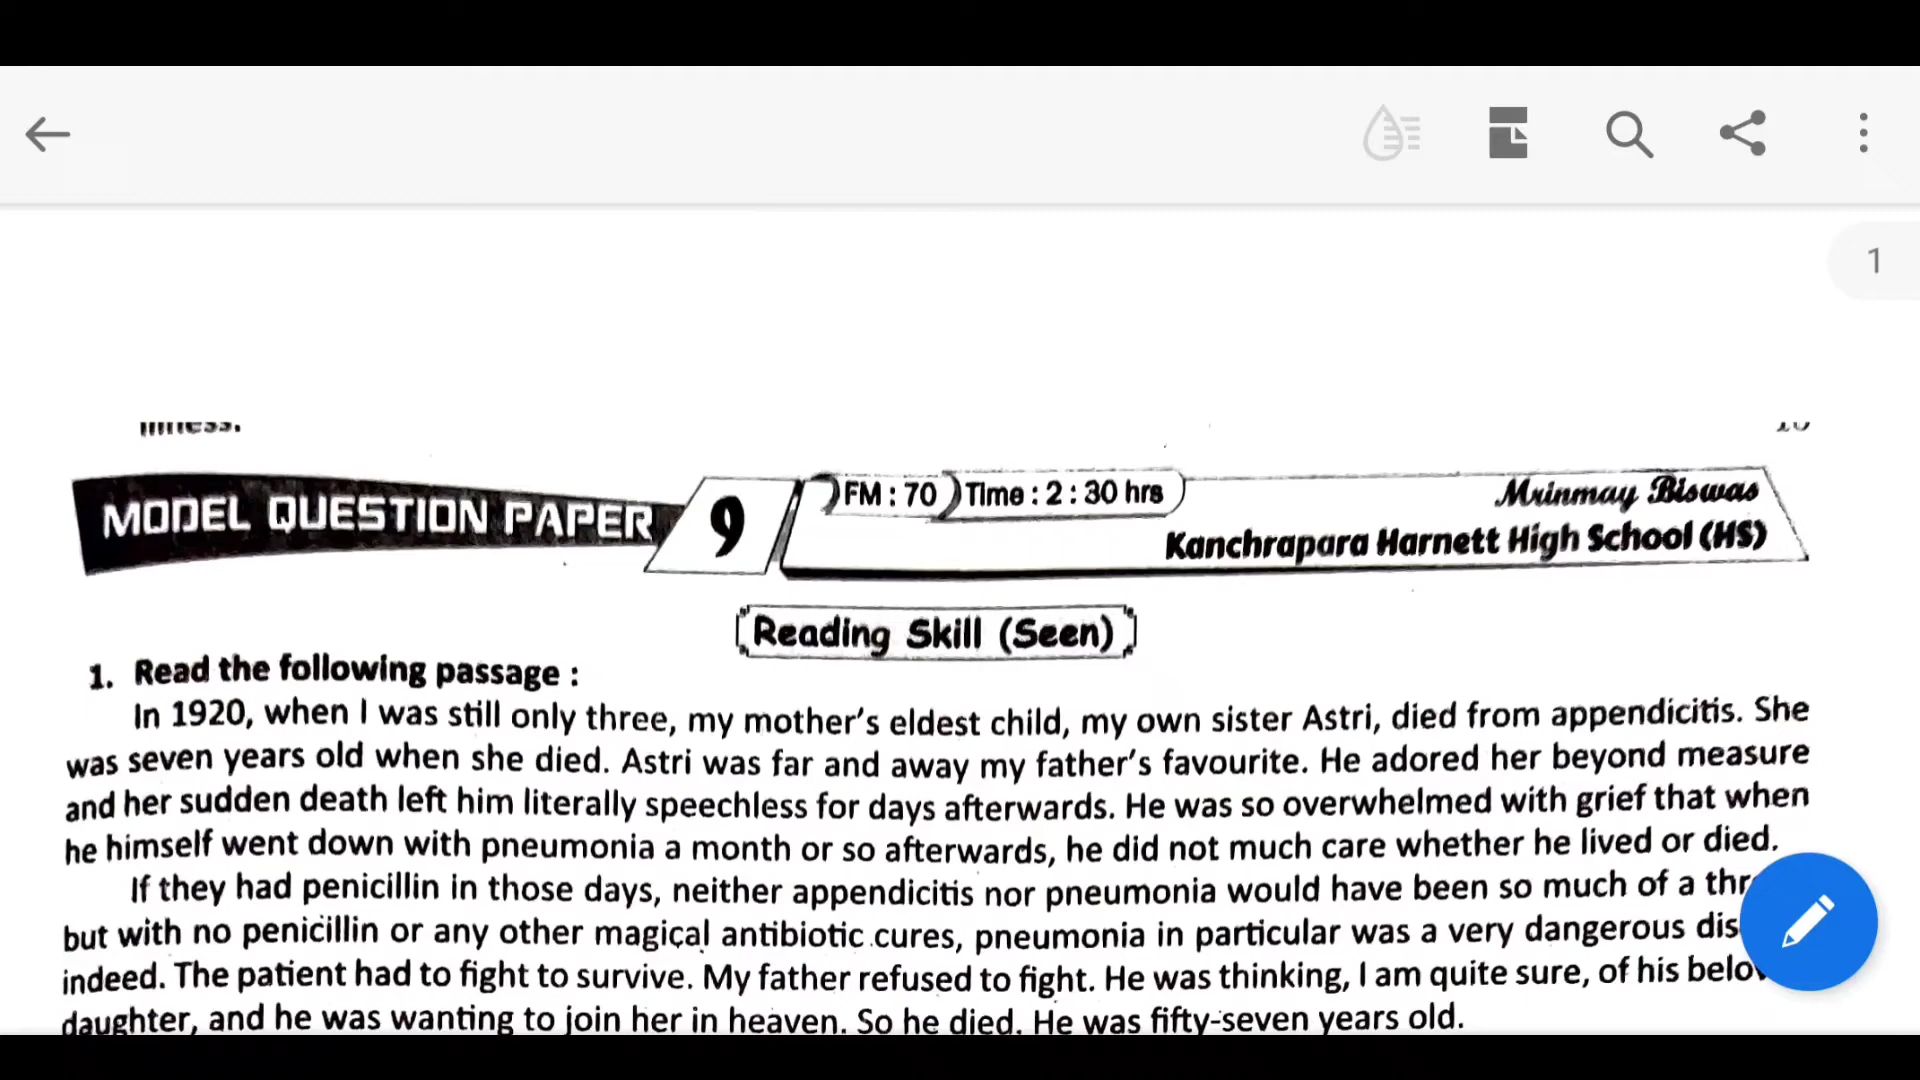 1
MODEL QUESTION PAPER 9 FM : 70 Time : 2 : 30 hrs Mrinmay Biswas
Kanchrapara Harnett High School (HS)
Reading Skill (Seen)
1. Read the following passage :
In 1920, when I was still only three, my mother's eldest child, my own sister Astri, died from appendicitis. She
was seven years old when she died. Astri was far and away my father's favourite. He adored her beyond measure
and her sudden death left him literally speechless for days afterwards. He was so overwhelmed with grief that when
he himself went down with pneumonia a month or so afterwards, he did not much care whether he lived or died.
If they had penicillin in those days, neither appendicitis nor pneumonia would have been so much of a thr
but with no penicillin or any other magical antibiotic cures, pneumonia in particular was a very dangerous dis
indeed. The patient had to fight to survive. My father refused to fight. He was thinking, I am quite sure, of his belov
daughter, and he was wanting to join her in heaven. So he died. He was fifty-seven years old.